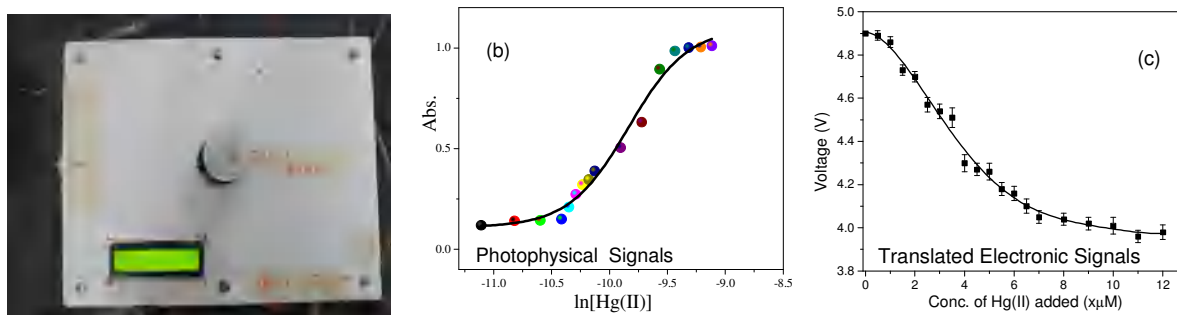 (b)
1.0
0.5
0.0
Abs.
Photophysical Signals
-11.0 -10.5 -10.0 -9.5 -9.0 -8.5
ln[Hg(II)]
(c)
5.0
4.8
4.6
4.4
4.2
4.0
3.8
Voltage (V)
Translated Electronic Signals
0 2 4 6 8 10 12
Conc. of Hg(II) added (xµM)